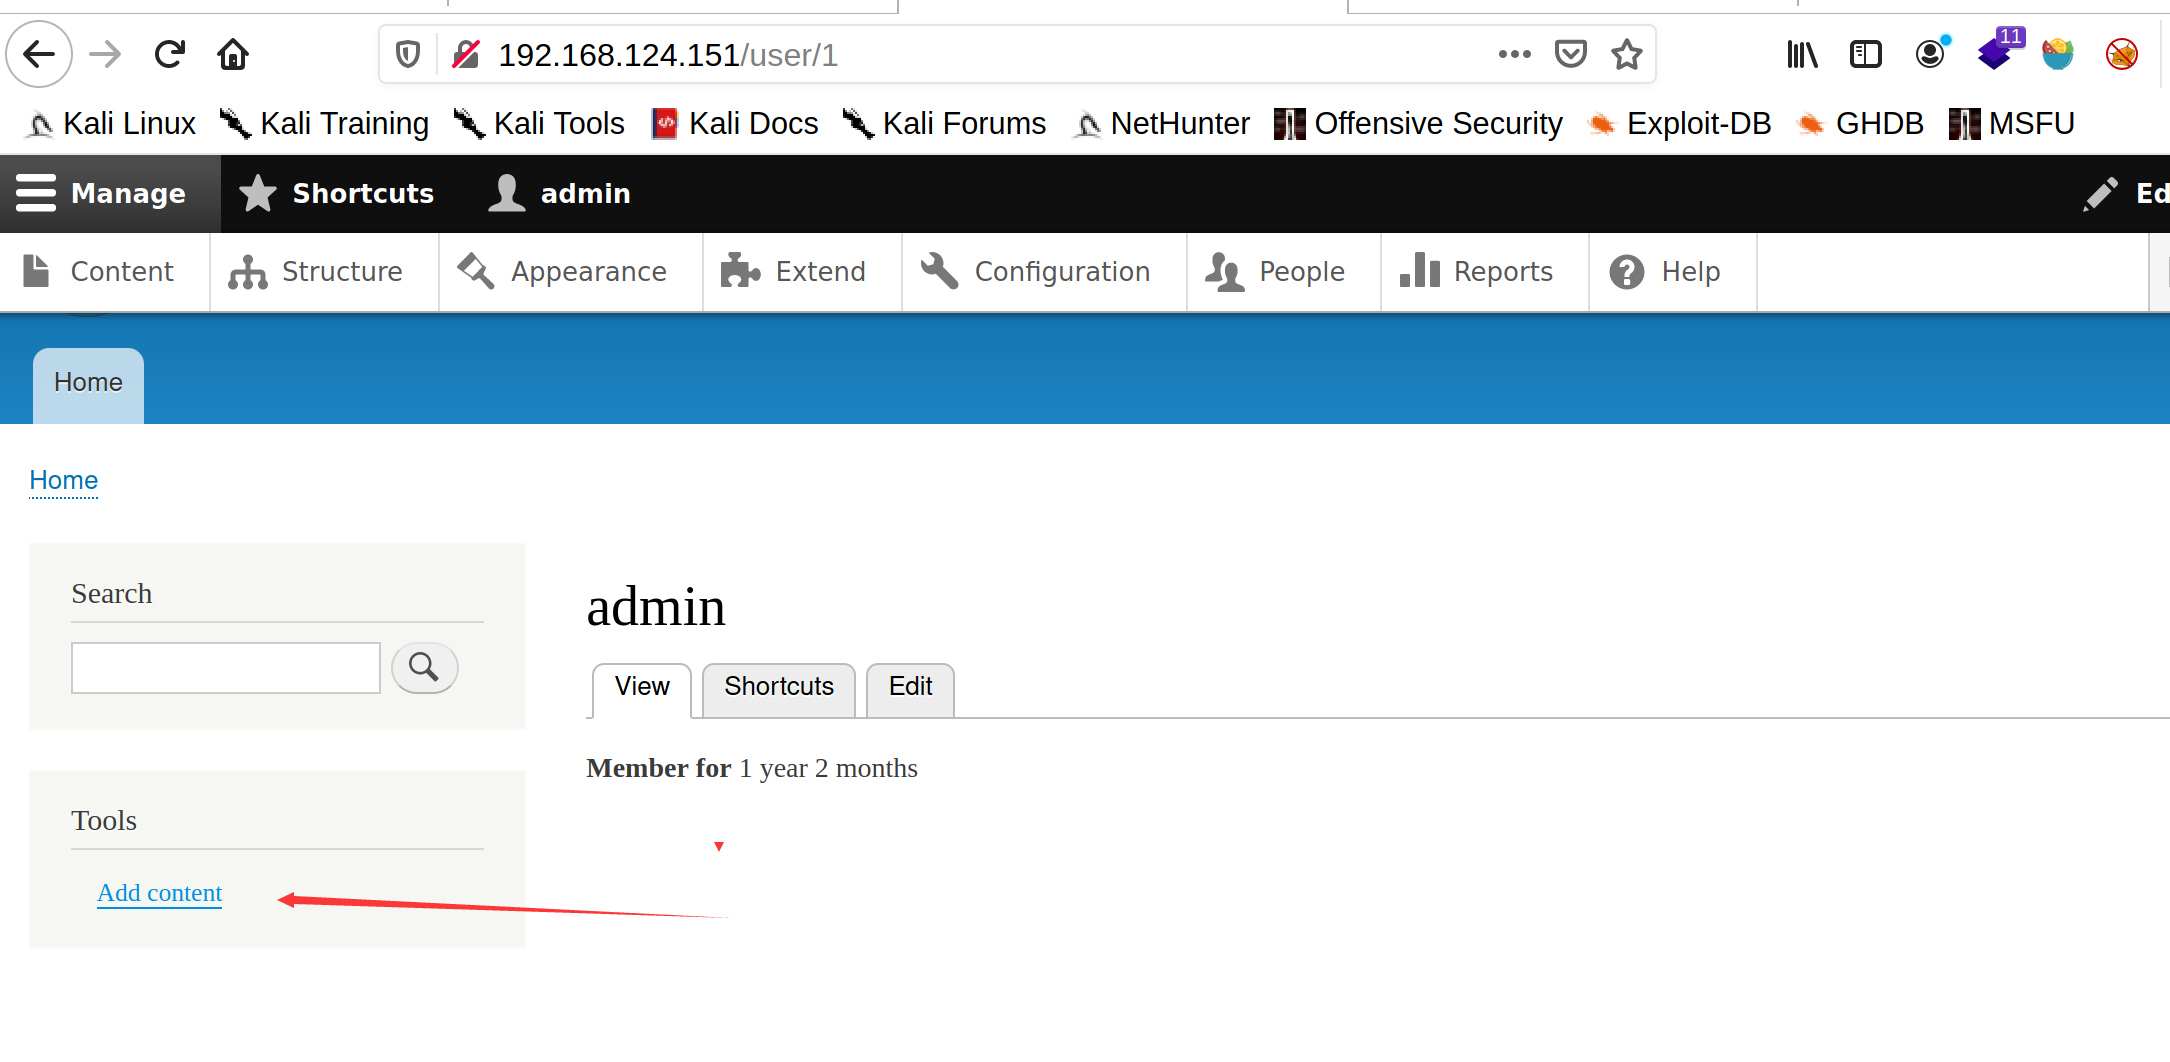 192.168.124.151/user/1
11
Kali Linux Kali Training Kali Tools Kali Docs Kali Forums NetHunter Offensive Security Exploit-DB GHDB MSFU
Manage Shortcuts admin Ed
Content Structure Appearance Extend Configuration People Reports Help
Home
Home
Search
admin
View Shortcuts Edit
Member for 1 year 2 months
Tools
Add content